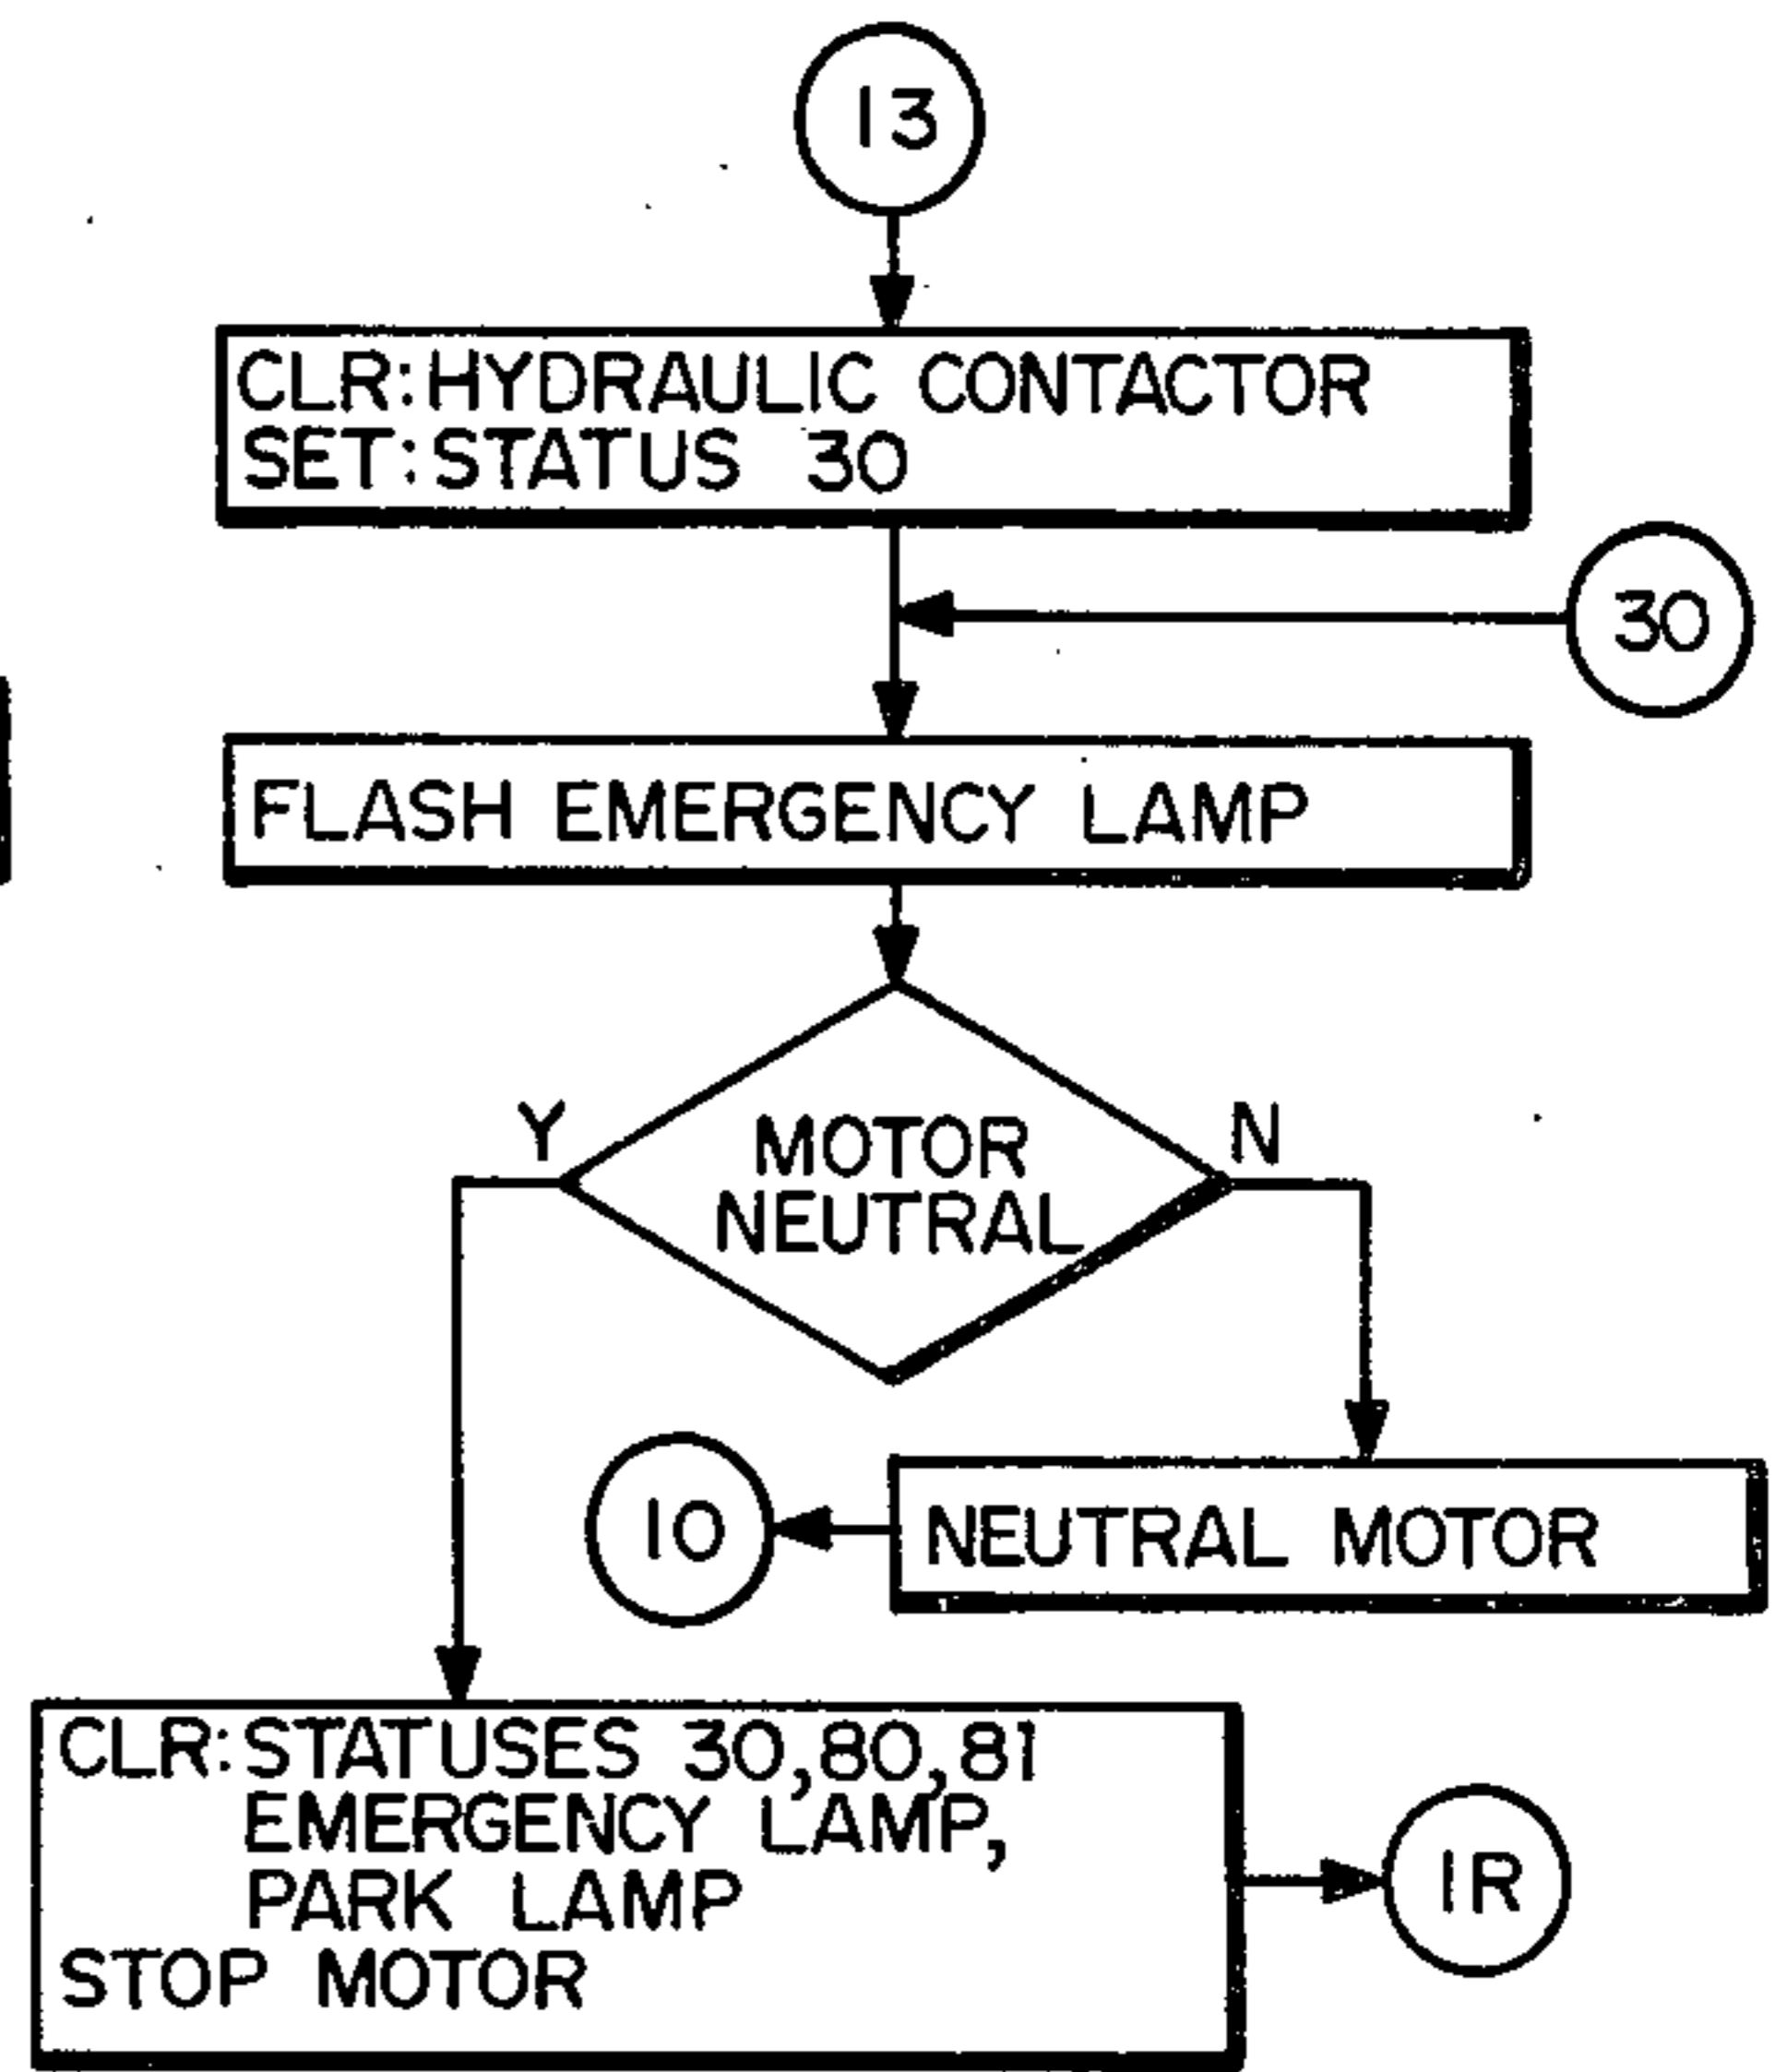 13
CLR:HYDRAULIC CONTACTOR
SET:STATUS 30
30
FLASH EMERGENCY LAMP
Y
N
MOTOR
NEUTRAL
10
NEUTRAL MOTOR
CLR:STATUSES 30,80,81
EMERGENCY LAMP,
PARK LAMP
STOP MOTOR
1R